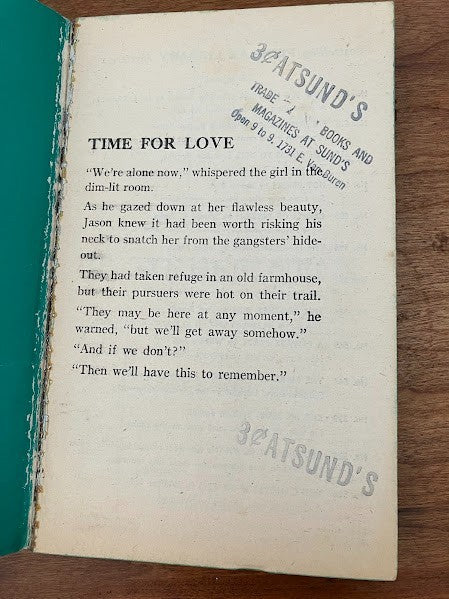 3¢ATSUND'S
TRADE BOOKS AND
MAGAZINES AT SUND'S
Open 9 to 9. 1731 E. Van Buren
TIME FOR LOVE
"We're alone now," whispered the girl in the
dim-lit room.
As he gazed down at her flawless beauty,
Jason knew it had been worth risking his
neck to snatch her from the gangsters' hide-
out.
They had taken refuge in an old farmhouse,
but their pursuers were hot on their trail.
"They may be here at any moment," he
warned, "but we'll get away somehow."
"And if we don't?"
"Then we'll have this to remember."
3¢ATSUND'S